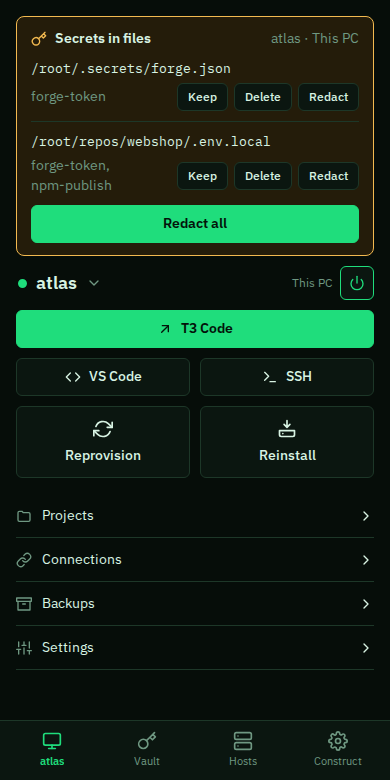 Secrets in files atlas · This PC
/root/.secrets/forge.json
forge-token Keep Delete Redact
/root/repos/webshop/.env.local
forge-token,
npm-publish Keep Delete Redact
Redact all
atlas This PC
T3 Code
VS Code SSH
Reprovision Reinstall
Projects
Connections
Backups
Settings
atlas Vault Hosts Construct